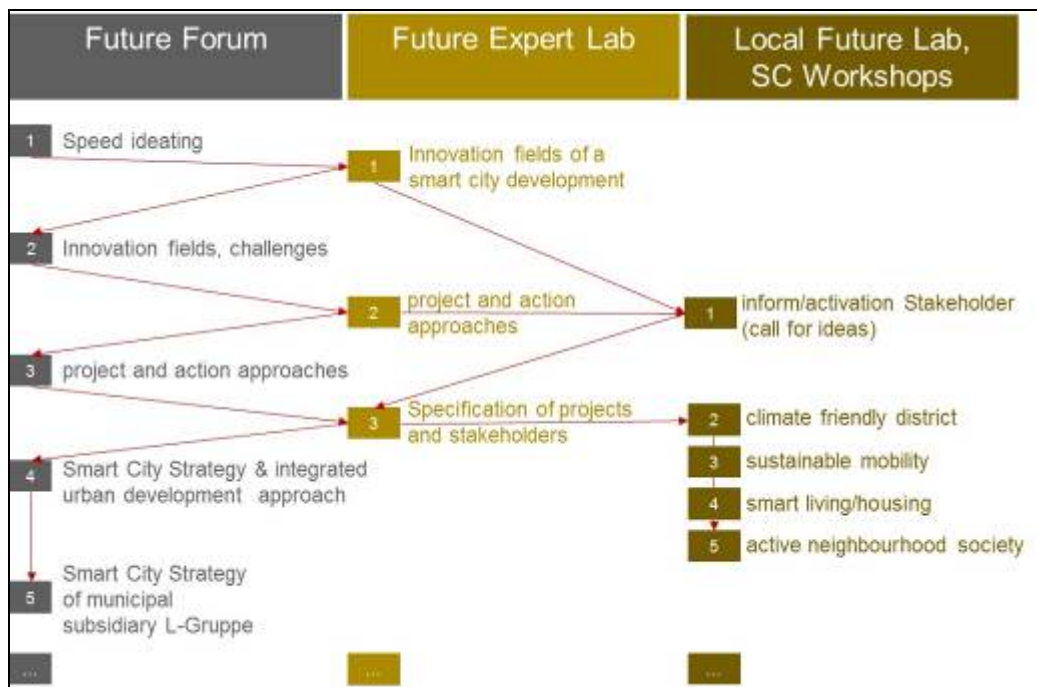 Future Forum
Future Expert Lab
Local Future Lab,
SC Workshops
1 Speed ideating
1 Innovation fields of a
smart city development
2 Innovation fields, challenges
2 project and action
approaches
1 inform/activation Stakeholder
(call for ideas)
3 project and action approaches
3 Specification of projects
and stakeholders
2 climate friendly district
3 sustainable mobility
4 smart living/housing
5 active neighbourhood society
4 Smart City Strategy & integrated
urban development approach
5 Smart City Strategy
of municipal
subsidiary L-Gruppe
...
...
...